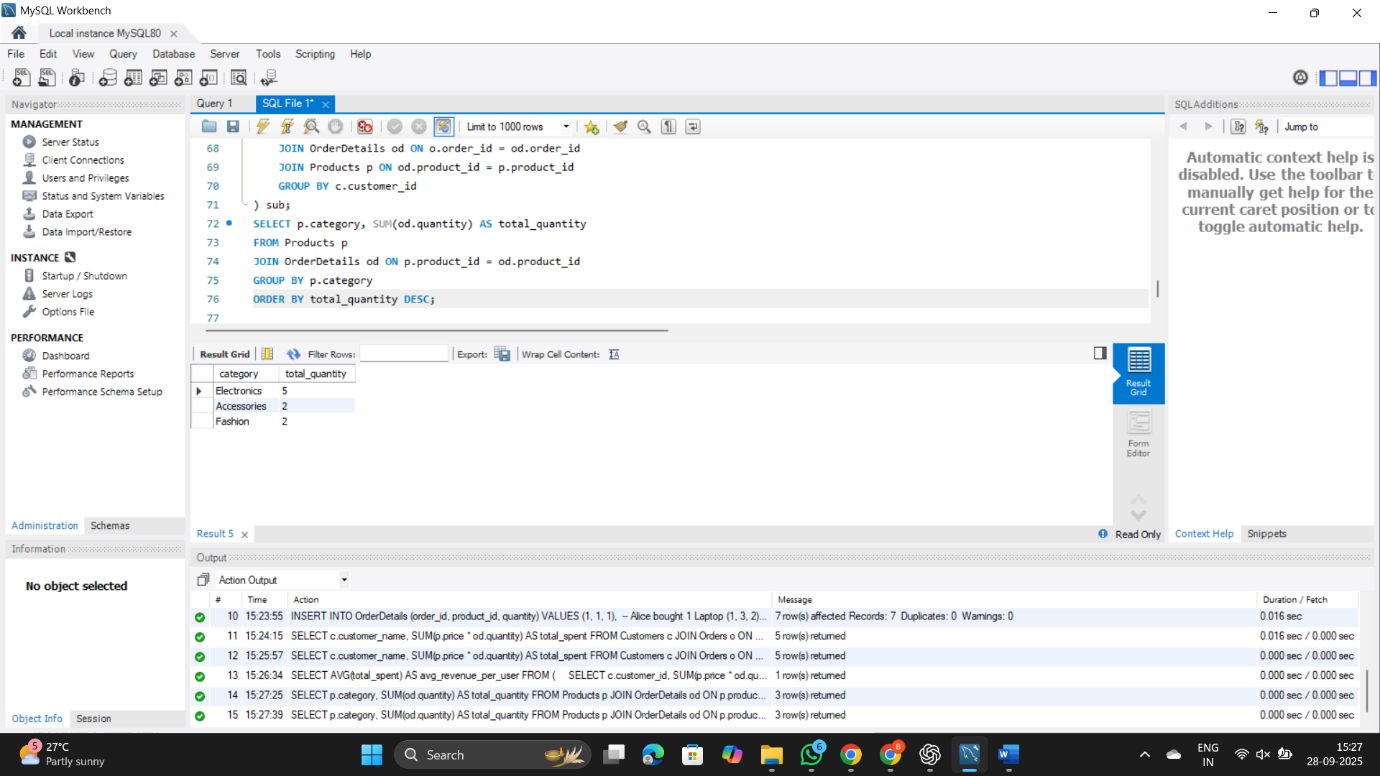 MySQL Workbench
Local instance MySQL80
File Edit View Query Database Server Tools Scripting Help
Navigator
MANAGEMENT
Server Status
Client Connections
Users and Privileges
Status and System Variables
Data Export
Data Import/Restore
INSTANCE
Startup / Shutdown
Server Logs
Options File
PERFORMANCE
Dashboard
Performance Reports
Performance Schema Setup
Administration Schemas
Information
No object selected
Object Info Session
Query 1 SQL File 1*
Limit to 1000 rows
68 JOIN OrderDetails od ON o.order_id = od.order_id
69 JOIN Products p ON od.product_id = p.product_id
70 GROUP BY c.customer_id
71 ) sub;
72 SELECT p.category, SUM(od.quantity) AS total_quantity
73 FROM Products p
74 JOIN OrderDetails od ON p.product_id = od.product_id
75 GROUP BY p.category
76 ORDER BY total_quantity DESC;
77
Result Grid Filter Rows: Export: Wrap Cell Content:
category total_quantity
Electronics 5
Accessories 2
Fashion 2
Result Grid
Form Editor
Result 5
Read Only
SQLAdditions
Jump to
Automatic context help is
disabled. Use the toolbar t
manually get help for the
current caret position or to
toggle automatic help.
Context Help Snippets
Output
Action Output
# Time Action Message Duration / Fetch
10 15:23:55 INSERT INTO OrderDetails (order_id, product_id, quantity) VALUES (1, 1, 1), -- Alice bought 1 Laptop (1, 3, 2)... 7 row(s) affected Records: 7 Duplicates: 0 Warnings: 0 0.016 sec
11 15:24:15 SELECT c.customer_name, SUM(p.price * od.quantity) AS total_spent FROM Customers c JOIN Orders o ON ... 5 row(s) returned 0.016 sec / 0.000 sec
12 15:25:57 SELECT c.customer_name, SUM(p.price * od.quantity) AS total_spent FROM Customers c JOIN Orders o ON ... 5 row(s) returned 0.000 sec / 0.000 sec
13 15:26:34 SELECT AVG(total_spent) AS avg_revenue_per_user FROM ( SELECT c.customer_id, SUM(p.price * od.qu... 1 row(s) returned 0.000 sec / 0.000 sec
14 15:27:25 SELECT p.category, SUM(od.quantity) AS total_quantity FROM Products p JOIN OrderDetails od ON p.produc... 3 row(s) returned 0.000 sec / 0.000 sec
15 15:27:39 SELECT p.category, SUM(od.quantity) AS total_quantity FROM Products p JOIN OrderDetails od ON p.produc... 3 row(s) returned 0.000 sec / 0.000 sec
5
27°C
Partly sunny
Search
6
8
W
ENG
IN
15:27
28-09-2025